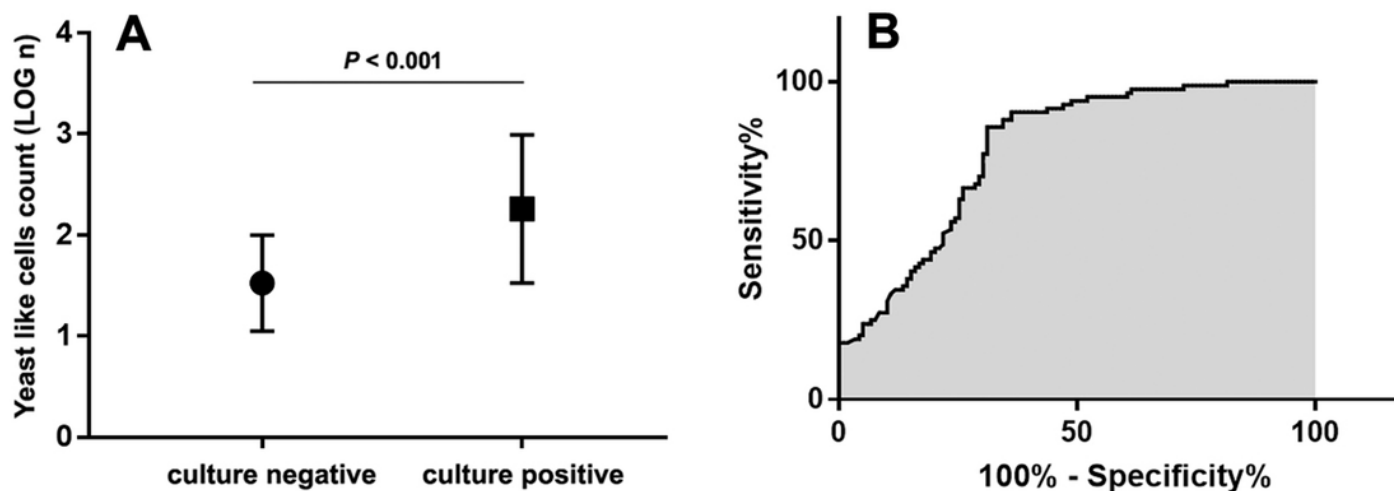 A
Yeast like cells count (LOG n)
4
3
2
1
0
P < 0.001
culture negative
culture positive
B
Sensitivity%
100
50
0
0
50
100
100% - Specificity%